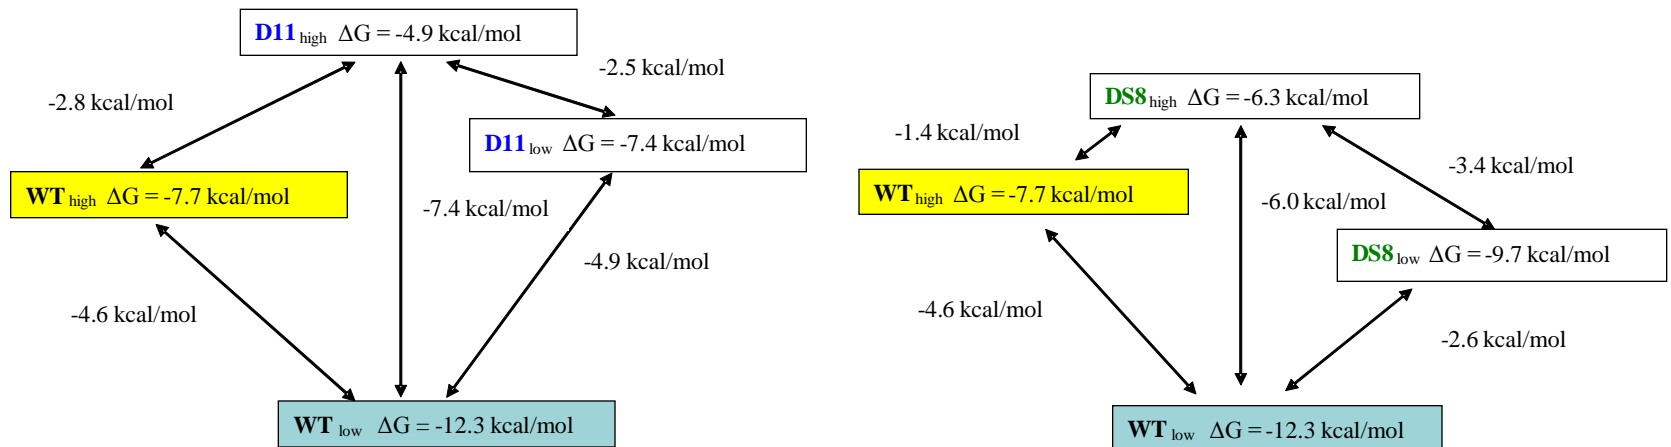 D11 high ΔG = -4.9 kcal/mol
-2.5 kcal/mol
-2.8 kcal/mol
D11 low ΔG = -7.4 kcal/mol
WT high ΔG = -7.7 kcal/mol
-7.4 kcal/mol
-4.9 kcal/mol
-4.6 kcal/mol
WT low ΔG = -12.3 kcal/mol
DS8 high ΔG = -6.3 kcal/mol
-1.4 kcal/mol
-3.4 kcal/mol
WT high ΔG = -7.7 kcal/mol
-6.0 kcal/mol
DS8 low ΔG = -9.7 kcal/mol
-4.6 kcal/mol
-2.6 kcal/mol
WT low ΔG = -12.3 kcal/mol